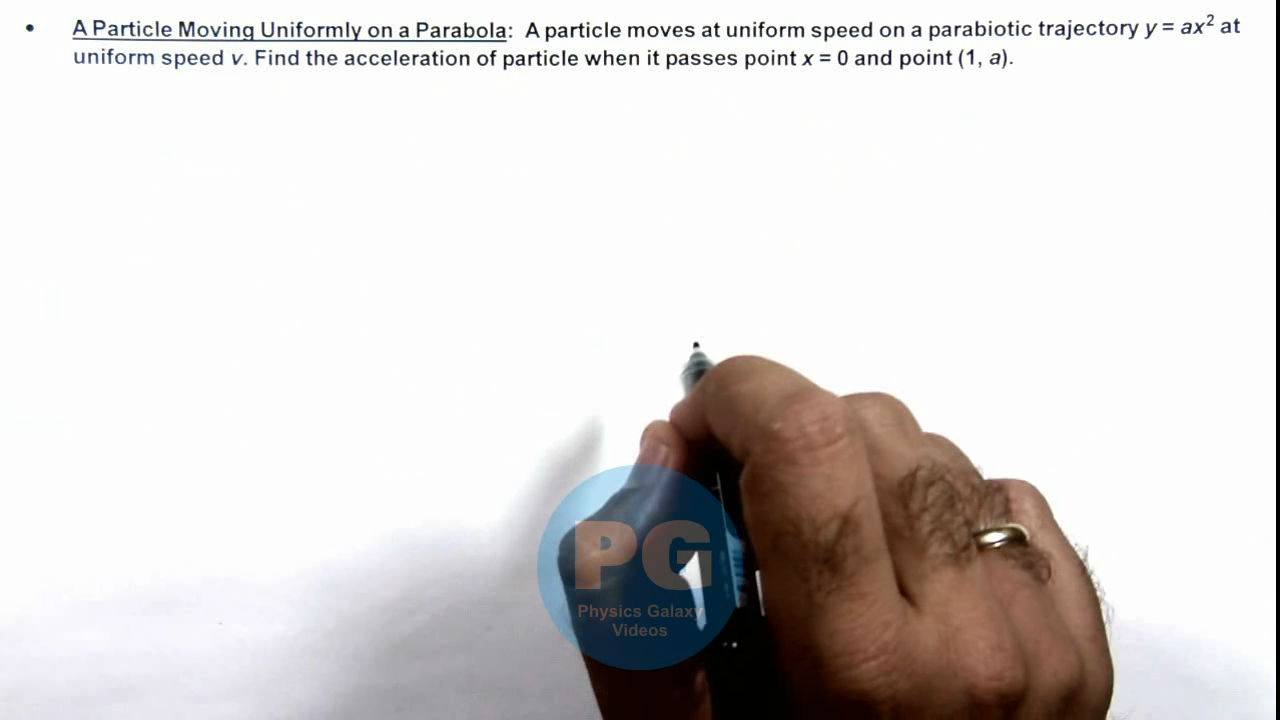 • A Particle Moving Uniformly on a Parabola: A particle moves at uniform speed on a parabiotic trajectory y = ax² at
uniform speed v. Find the acceleration of particle when it passes point x = 0 and point (1, a).
PG
Physics Galaxy
Videos